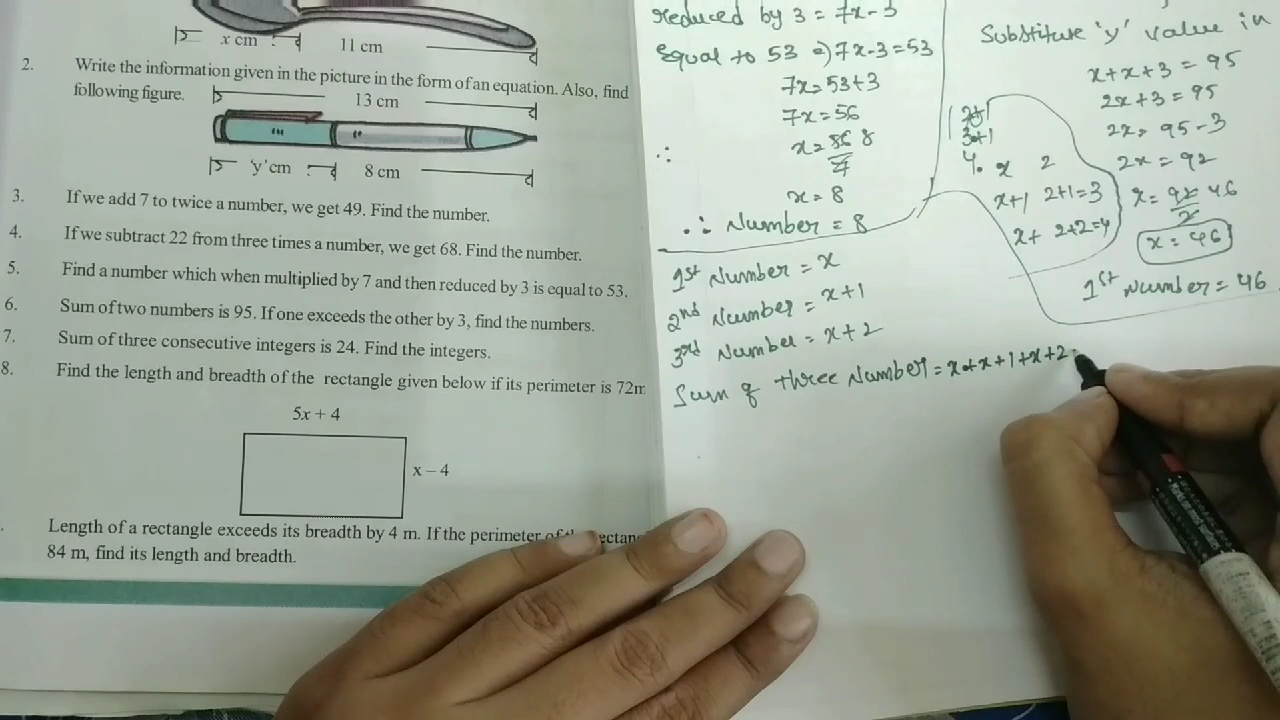 x cm
11 cm
2. Write the information given in the picture in the form of an equation. Also, find
following figure.
13 cm
'y' cm
8 cm
3. If we add 7 to twice a number, we get 49. Find the number.
4. If we subtract 22 from three times a number, we get 68. Find the number.
5. Find a number which when multiplied by 7 and then reduced by 3 is equal to 53.
6. Sum of two numbers is 95. If one exceeds the other by 3, find the numbers.
7. Sum of three consecutive integers is 24. Find the integers.
8. Find the length and breadth of the rectangle given below if its perimeter is 72m
5x + 4
x – 4
Length of a rectangle exceeds its breadth by 4 m. If the perimeter
84 m, find its length and breadth.
reduced by 3 = 7x-3
equal to 53 ⇒ 7x-3=53
7x=53+3
7x=56
∴ x= 56 8
7
x = 8
∴ Number = 8
1st Number = x
2nd Number = x+1
3rd Number = x+2
Sum of three Number = x+x+1+x+2
Substitute 'y' value in
x+x+3 = 95
2x+3 = 95
2x = 95-3
2x = 92
x = 92 46
2
x = 46
1st Number = 46
3+1
4.
x 2
x+1 2+1=3
x+ 2+2=4